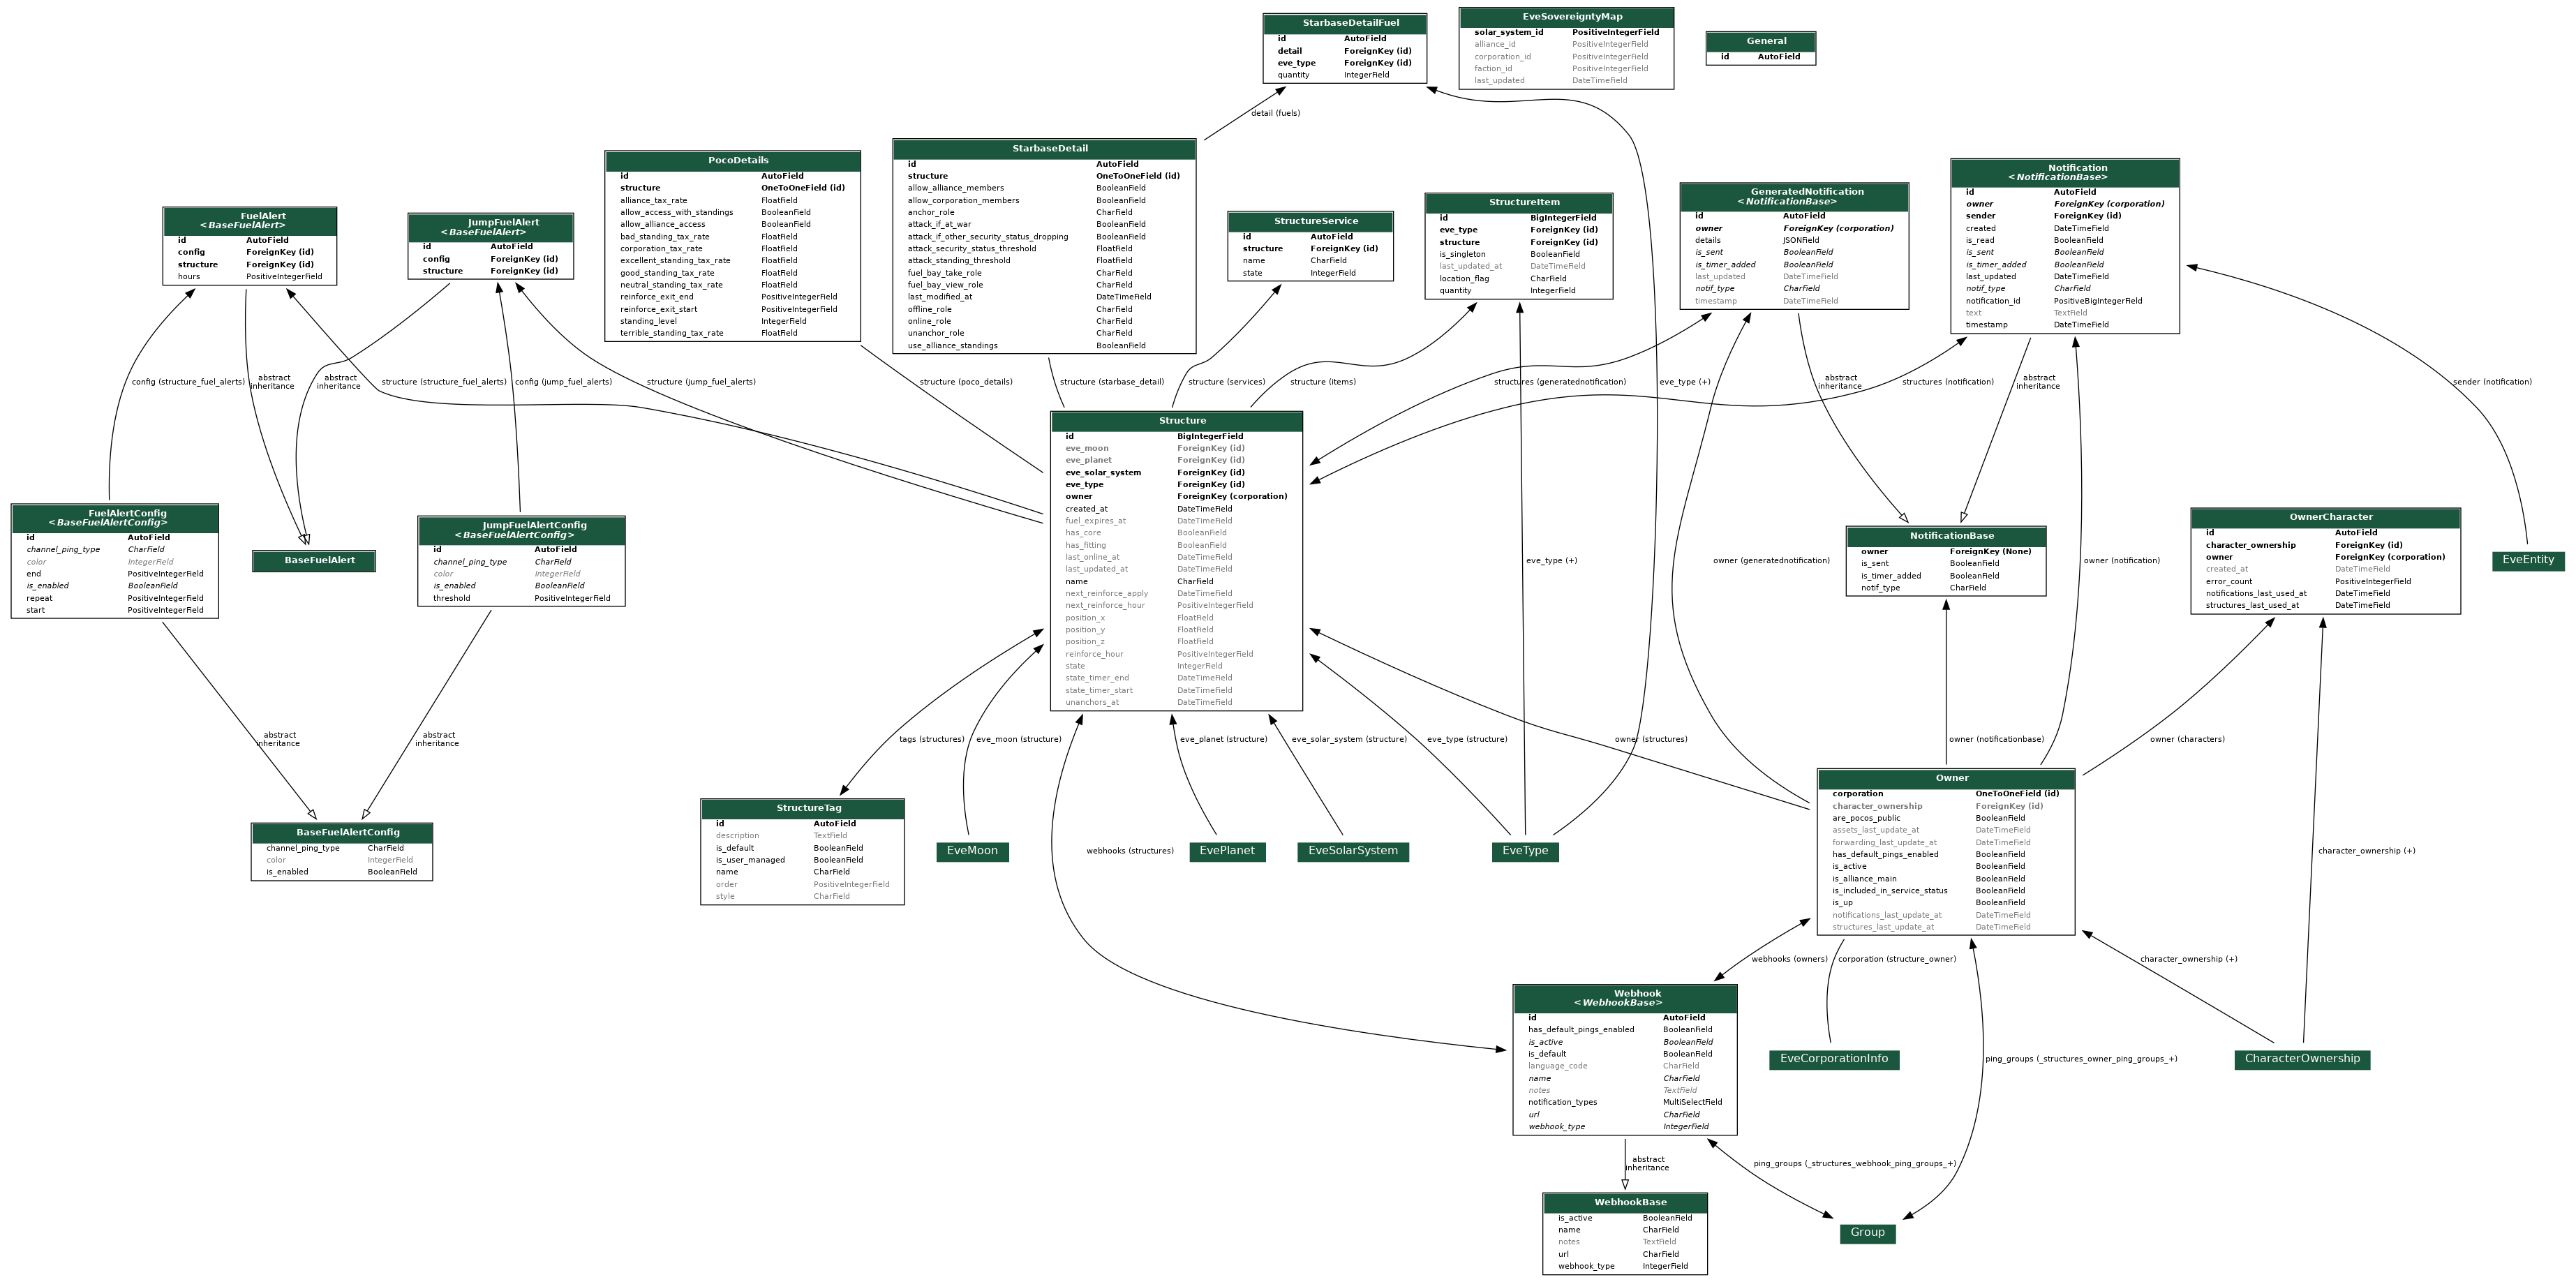 StarbaseDetailFuel
id AutoField
detail ForeignKey (id)
eve_type ForeignKey (id)
quantity IntegerField
EveSovereigntyMap
solar_system_id PositiveIntegerField
alliance_id PositiveIntegerField
corporation_id PositiveIntegerField
faction_id PositiveIntegerField
last_updated DateTimeField
General
id AutoField
detail (fuels)
PocoDetails
id AutoField
structure OneToOneField (id)
alliance_tax_rate FloatField
allow_access_with_standings BooleanField
allow_alliance_access BooleanField
bad_standing_tax_rate FloatField
corporation_tax_rate FloatField
excellent_standing_tax_rate FloatField
good_standing_tax_rate FloatField
neutral_standing_tax_rate FloatField
reinforce_exit_end PositiveIntegerField
reinforce_exit_start PositiveIntegerField
standing_level IntegerField
terrible_standing_tax_rate FloatField
StarbaseDetail
id AutoField
structure OneToOneField (id)
allow_alliance_members BooleanField
allow_corporation_members BooleanField
anchor_role CharField
attack_if_at_war BooleanField
attack_if_other_security_status_dropping BooleanField
attack_security_status_threshold FloatField
attack_standing_threshold FloatField
fuel_bay_take_role CharField
fuel_bay_view_role CharField
last_modified_at DateTimeField
offline_role CharField
online_role CharField
unanchor_role CharField
use_alliance_standings BooleanField
FuelAlert
<BaseFuelAlert>
id AutoField
config ForeignKey (id)
structure ForeignKey (id)
hours PositiveIntegerField
JumpFuelAlert
<BaseFuelAlert>
id AutoField
config ForeignKey (id)
structure ForeignKey (id)
StructureService
id AutoField
structure ForeignKey (id)
name CharField
state IntegerField
StructureItem
id BigIntegerField
eve_type ForeignKey (id)
structure ForeignKey (id)
is_singleton BooleanField
last_updated_at DateTimeField
location_flag CharField
quantity IntegerField
GeneratedNotification
<NotificationBase>
id AutoField
owner ForeignKey (corporation)
details JSONField
is_sent BooleanField
is_timer_added BooleanField
last_updated DateTimeField
notif_type CharField
timestamp DateTimeField
Notification
<NotificationBase>
id AutoField
owner ForeignKey (corporation)
sender ForeignKey (id)
created DateTimeField
is_read BooleanField
is_sent BooleanField
is_timer_added BooleanField
last_updated DateTimeField
notif_type CharField
notification_id PositiveBigIntegerField
text TextField
timestamp DateTimeField
config (structure_fuel_alerts)
abstract
inheritance
abstract
inheritance
structure (structure_fuel_alerts)
config (jump_fuel_alerts)
structure (jump_fuel_alerts)
structure (poco_details)
structure (starbase_detail)
structure (services)
structure (items)
structures (generatednotification)
eve_type (+)
abstract
inheritance
structures (notification)
abstract
inheritance
sender (notification)
Structure
id BigIntegerField
eve_moon ForeignKey (id)
eve_planet ForeignKey (id)
eve_solar_system ForeignKey (id)
eve_type ForeignKey (id)
owner ForeignKey (corporation)
created_at DateTimeField
fuel_expires_at DateTimeField
has_core BooleanField
has_fitting BooleanField
last_online_at DateTimeField
last_updated_at DateTimeField
name CharField
next_reinforce_apply DateTimeField
next_reinforce_hour PositiveIntegerField
position_x FloatField
position_y FloatField
position_z FloatField
reinforce_hour PositiveIntegerField
state IntegerField
state_timer_end DateTimeField
state_timer_start DateTimeField
unanchors_at DateTimeField
FuelAlertConfig
<BaseFuelAlertConfig>
id AutoField
channel_ping_type CharField
color IntegerField
end PositiveIntegerField
is_enabled BooleanField
repeat PositiveIntegerField
start PositiveIntegerField
BaseFuelAlert
JumpFuelAlertConfig
<BaseFuelAlertConfig>
id AutoField
channel_ping_type CharField
color IntegerField
is_enabled BooleanField
threshold PositiveIntegerField
eve_type (+)
owner (generatednotification)
NotificationBase
owner ForeignKey (None)
is_sent BooleanField
is_timer_added BooleanField
notif_type CharField
owner (notification)
OwnerCharacter
id AutoField
character_ownership ForeignKey (id)
owner ForeignKey (corporation)
created_at DateTimeField
error_count PositiveIntegerField
notifications_last_used_at DateTimeField
structures_last_used_at DateTimeField
EveEntity
abstract
inheritance
abstract
inheritance
tags (structures)
eve_moon (structure)
eve_planet (structure)
eve_solar_system (structure)
eve_type (structure)
owner (structures)
owner (notificationbase)
owner (characters)
BaseFuelAlertConfig
channel_ping_type CharField
color IntegerField
is_enabled BooleanField
StructureTag
id AutoField
description TextField
is_default BooleanField
is_user_managed BooleanField
name CharField
order PositiveIntegerField
style CharField
EveMoon
webhooks (structures)
EvePlanet
EveSolarSystem
EveType
Owner
corporation OneToOneField (id)
character_ownership ForeignKey (id)
are_pocos_public BooleanField
assets_last_update_at DateTimeField
forwarding_last_update_at DateTimeField
has_default_pings_enabled BooleanField
is_active BooleanField
is_alliance_main BooleanField
is_included_in_service_status BooleanField
is_up BooleanField
notifications_last_update_at DateTimeField
structures_last_update_at DateTimeField
character_ownership (+)
webhooks (owners)
corporation (structure_owner)
character_ownership (+)
Webhook
<WebhookBase>
id AutoField
has_default_pings_enabled BooleanField
is_active BooleanField
is_default BooleanField
language_code CharField
name CharField
notes TextField
notification_types MultiSelectField
url CharField
webhook_type IntegerField
EveCorporationInfo
ping_groups (_structures_owner_ping_groups_+)
CharacterOwnership
abstract
inheritance
ping_groups (_structures_webhook_ping_groups_+)
WebhookBase
is_active BooleanField
name CharField
notes TextField
url CharField
webhook_type IntegerField
Group